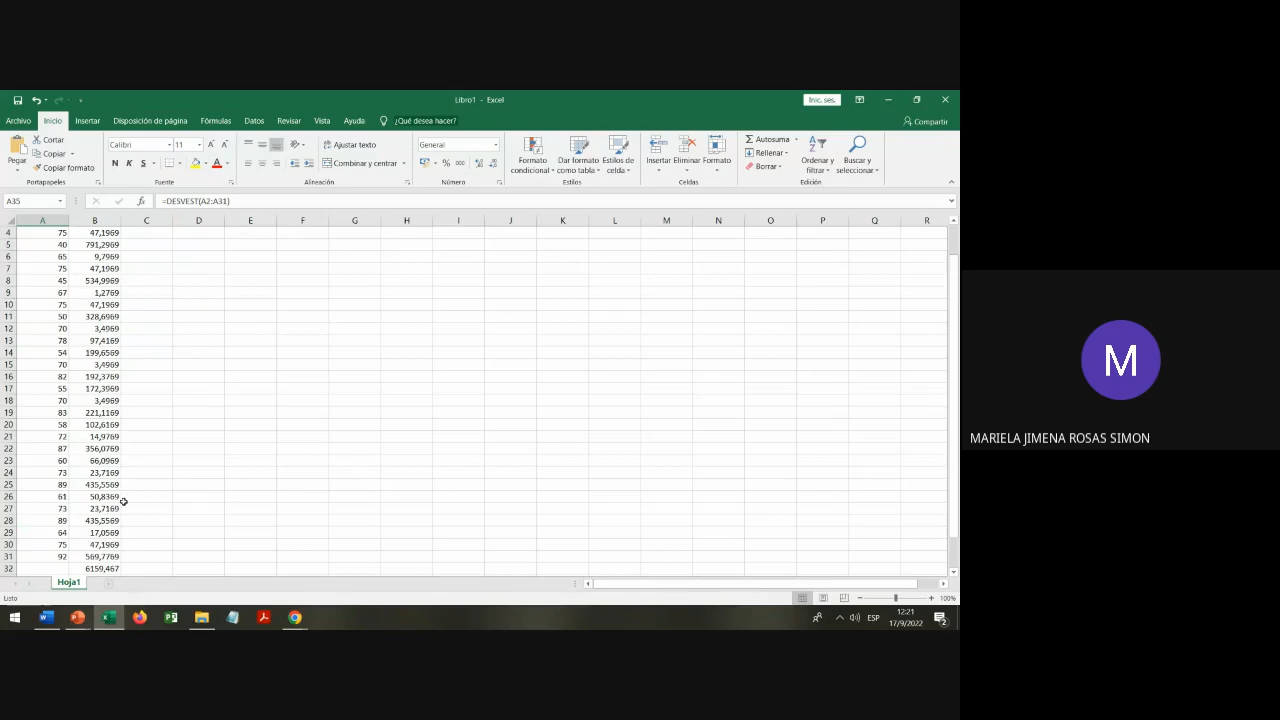 Libro1 - Excel
Inic. ses.
Archivo Inicio Insertar Disposición de página Fórmulas Datos Revisar Vista Ayuda ¿Qué desea hacer? Compartir
Pegar
Cortar
Copiar
Copiar formato
Portapapeles
Calibri 11
N K S
Fuente
Ajustar texto
Combinar y centrar
Alineación
General
% 000
Número
Formato condicional
Dar formato como tabla
Estilos de celda
Estilos
Insertar Eliminar Formato
Celdas
Autosuma
Rellenar
Borrar
Ordenar y filtrar
Buscar y seleccionar
Edición
A35 fx =DESVEST(A2:A31)
A B C D E F G H I J K L M N O P Q R
4 75 47,1969
5 40 791,2969
6 65 9,7969
7 75 47,1969
8 45 534,9969
9 67 1,2769
10 75 47,1969
11 50 328,6969
12 70 3,4969
13 78 97,4169
14 54 199,6569
15 70 3,4969
16 82 192,3769
17 55 172,3969
18 70 3,4969
19 83 221,1169
20 58 102,6169
21 72 14,9769
22 87 356,0769
23 60 66,0969
24 73 23,7169
25 89 435,5569
26 61 50,8369
27 73 23,7169
28 89 435,5569
29 64 17,0569
30 75 47,1969
31 92 569,7769
32 6159,467
Hoja1
Listo
100%
ESP
12:21
17/9/2022
2
M
MARIELA JIMENA ROSAS SIMON